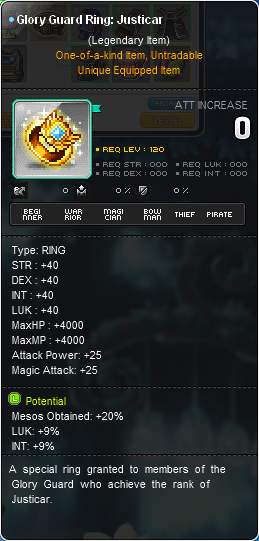 Glory Guard Ring: Justicar
(Legendary Item)
One-of-a-kind Item, Untradable
Unique Equipped Item
ATT INCREASE
0
REQ LEV : 120
REQ STR : 000 REQ LUK : 000
REQ DEX : 000 REQ INT : 000
0 0 % 0 %
BEGINNER WARRIOR MAGICIAN BOWMAN THIEF PIRATE
Type: RING
STR : +40
DEX : +40
INT : +40
LUK : +40
MaxHP : +4000
MaxMP : +4000
Attack Power: +25
Magic Attack: +25
L Potential
Mesos Obtained: +20%
LUK: +9%
INT: +9%
A special ring granted to members of the
Glory Guard who achieve the rank of
Justicar.